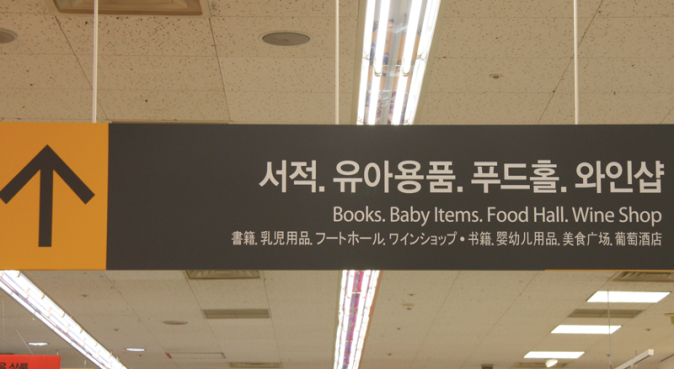 서적. 유아용품. 푸드홀. 와인샵
Books. Baby Items. Food Hall. Wine Shop
書籍. 乳児用品. フートホール. ワインショップ • 书籍. 婴幼儿用品. 美食广场. 葡萄酒店